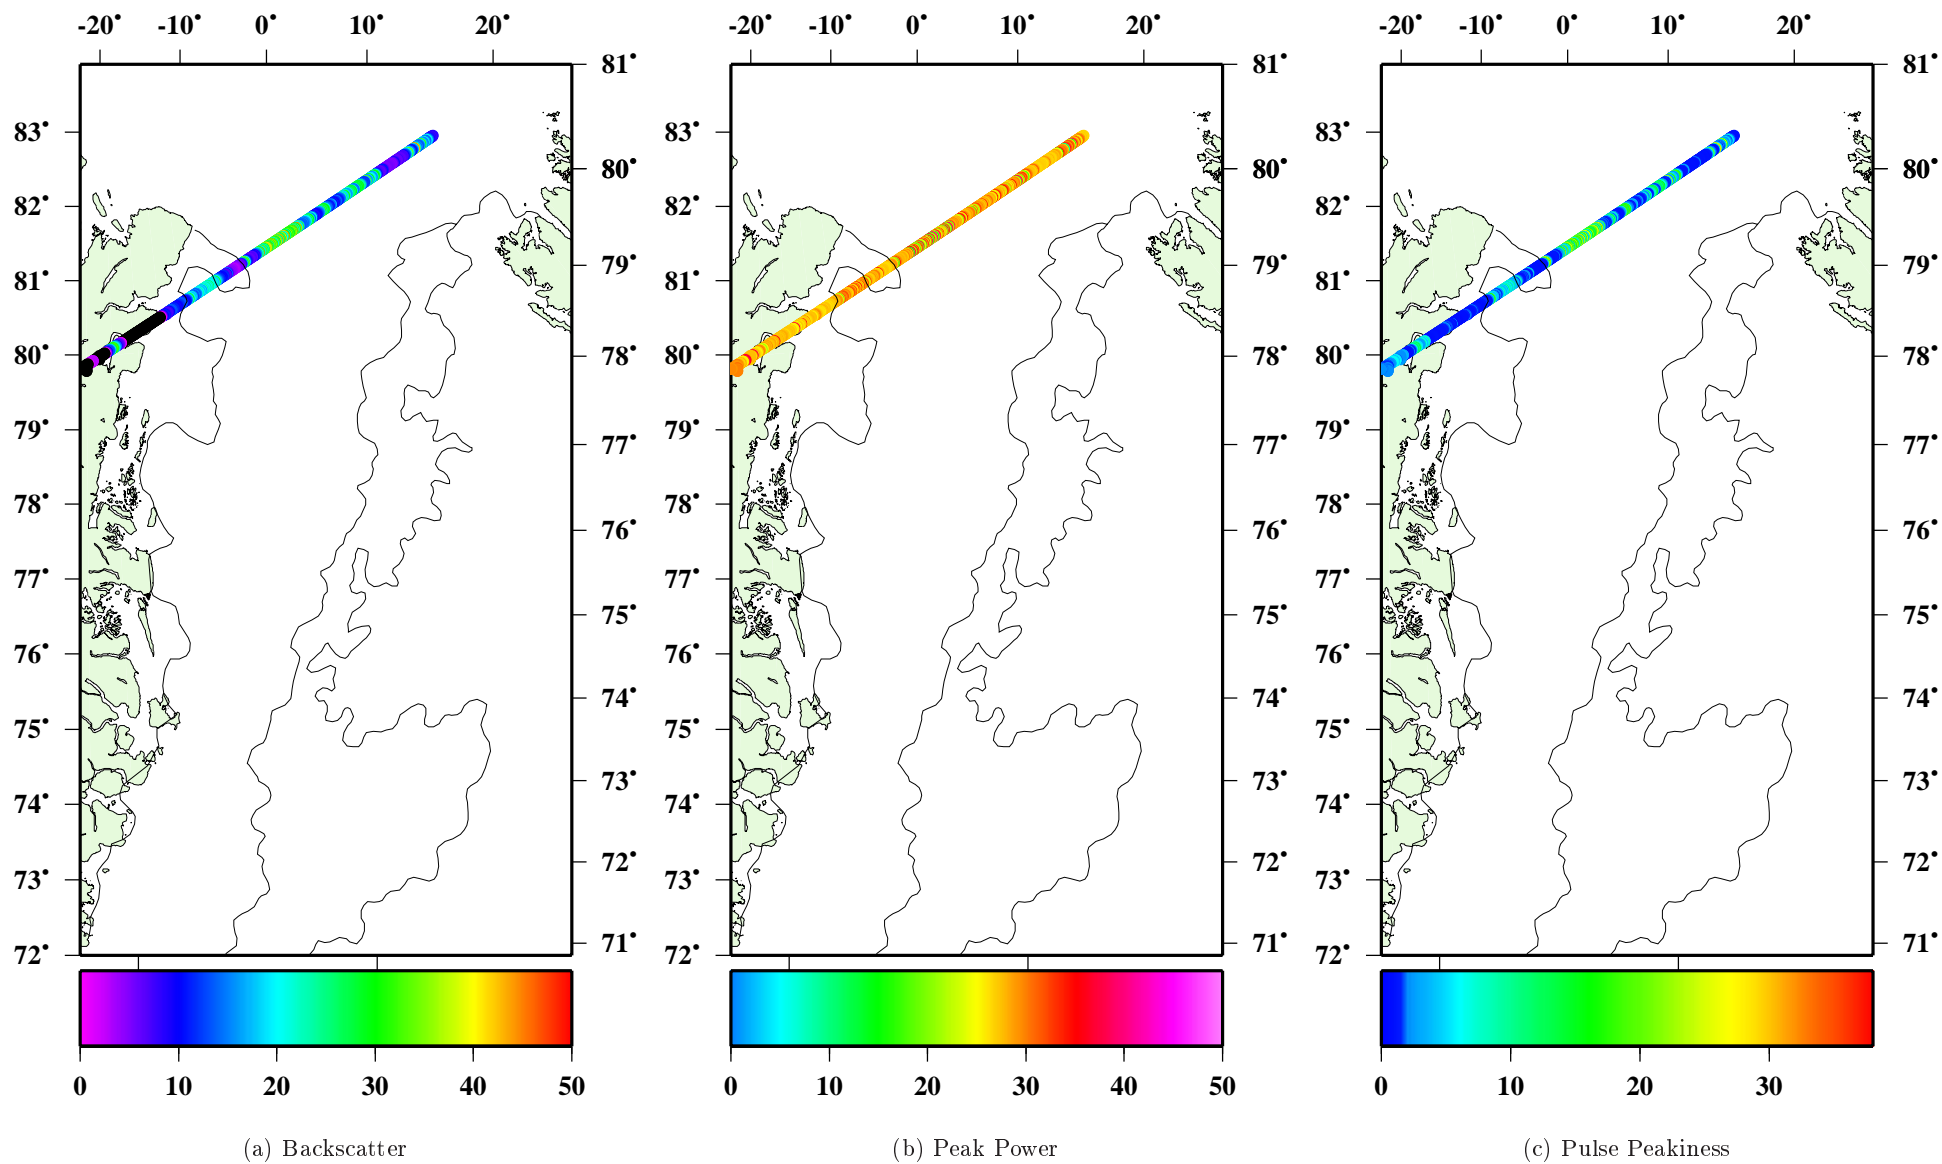 -20° -10° 0° 10° 20° -20° -10° 0° 10° 20° -20° -10° 0° 10° 20°
81° 81° 81°
83° 83° 83°
80° 80° 80°
82° 82° 82°
79° 79° 79°
81° 81° 81°
80° 78° 80° 78° 80° 78°
79° 77° 79° 77° 79° 77°
78° 78° 78°
76° 76° 76°
77° 77° 77°
75° 75° 75°
76° 76° 76°
74° 74° 74°
75° 75° 75°
73° 73° 73°
74° 74° 74°
72° 72° 72°
73° 73° 73°
72° 71° 72° 71° 72° 71°
0 10 20 30 40 50 0 10 20 30 40 50 0 10 20 30
(a) Backscatter (b) Peak Power (c) Pulse Peakiness